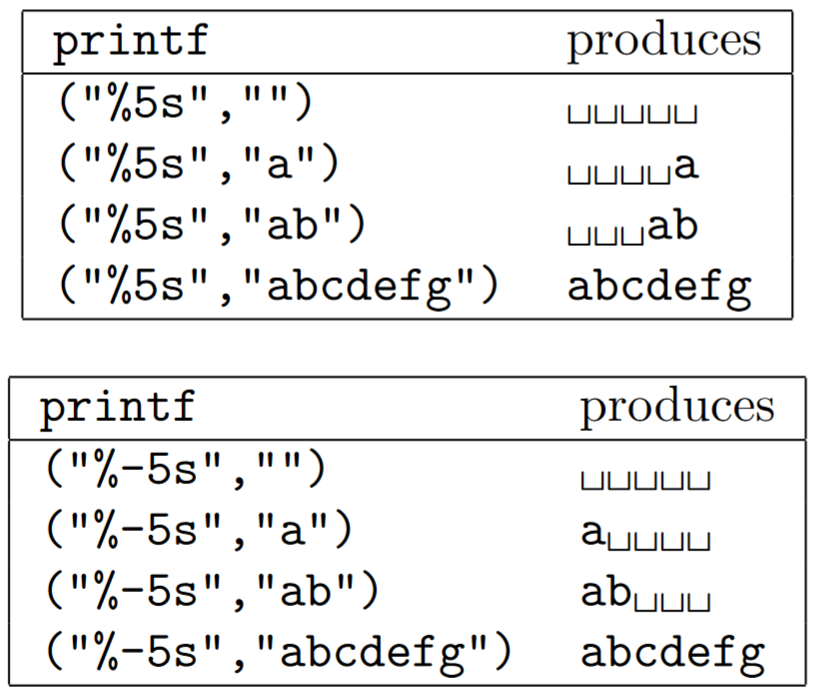 printf produces
("%5s","") ␣␣␣␣␣
("%5s","a") ␣␣␣␣a
("%5s","ab") ␣␣␣ab
("%5s","abcdefg") abcdefg
printf produces
("%-5s","") ␣␣␣␣␣
("%-5s","a") a␣␣␣␣
("%-5s","ab") ab␣␣␣
("%-5s","abcdefg") abcdefg